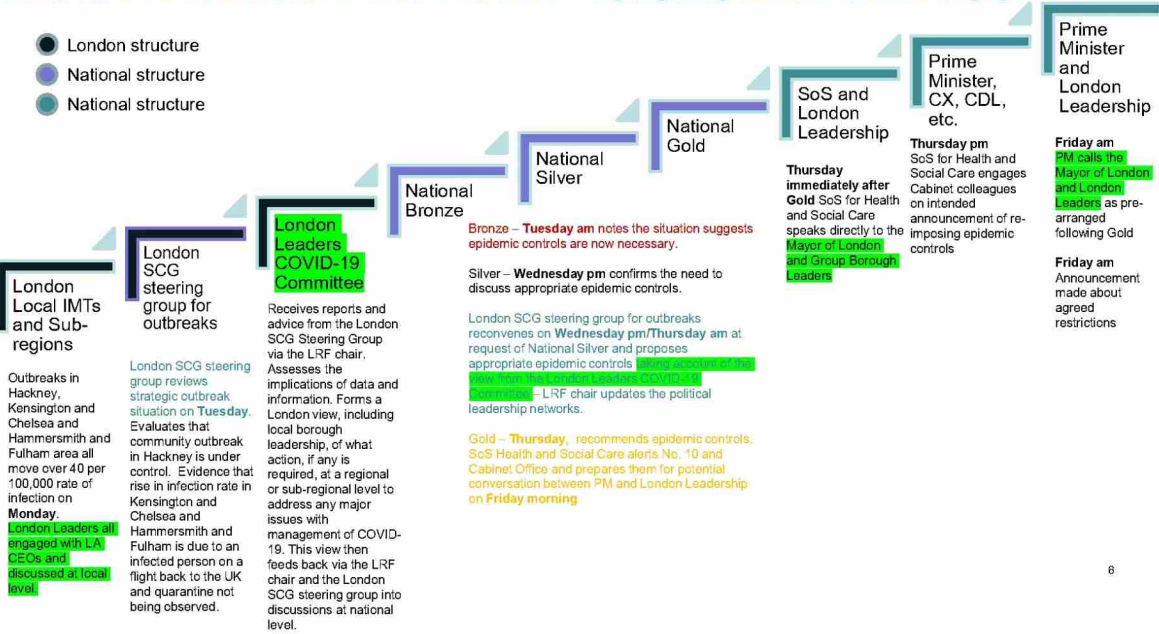 London structure
National structure
National structure
London
Local IMTs
and Sub-
regions
Outbreaks in
Hackney,
Kensington and
Chelsea and
Hammersmith and
Fulham area all
move over 40 per
100,000 rate of
infection on
Monday.
London Leaders all
engaged with LA
CEOs and
discussed at local
level.
London
SCG
steering
group for
outbreaks
London SCG steering
group reviews
strategic outbreak
situation on Tuesday.
Evaluates that
community outbreak
in Hackney is under
control. Evidence that
rise in infection rate in
Kensington and
Chelsea and
Hammersmith and
Fulham is due to an
infected person on a
flight back to the UK
and quarantine not
being observed.
London
Leaders
COVID-19
Committee
Receives reports and
advice from the London
SCG Steering Group
via the LRF chair.
Assesses the
implications of data and
information. Forms a
London view, including
local borough
leadership, of what
action, if any is
required, at a regional
or sub-regional level to
address any major
issues with
management of COVID-
19. This view then
feeds back via the LRF
chair and the London
SCG steering group into
discussions at national
level.
National
Bronze
National
Silver
National
Gold
Bronze – Tuesday am notes the situation suggests
epidemic controls are now necessary.
Silver – Wednesday pm confirms the need to
discuss appropriate epidemic controls.
London SCG steering group for outbreaks
reconvenes on Wednesday pm/Thursday am at
request of National Silver and proposes
appropriate epidemic controls taking account of the
view from the London Leaders COVID-19
Committee – LRF chair updates the political
leadership networks.
Gold – Thursday, recommends epidemic controls.
SoS Health and Social Care alerts No. 10 and
Cabinet Office and prepares them for potential
conversation between PM and London Leadership
on Friday morning
SoS and
London
Leadership
Thursday
immediately after
Gold SoS for Health
and Social Care
speaks directly to the
Mayor of London
and Group Borough
Leaders
Prime
Minister,
CX, CDL,
etc.
Thursday pm
SoS for Health and
Social Care engages
Cabinet colleagues
on intended
announcement of re-
imposing epidemic
controls
Prime
Minister
and
London
Leadership
Friday am
PM calls the
Mayor of London
and London
Leaders as pre-
arranged
following Gold
Friday am
Announcement
made about
agreed
restrictions
6